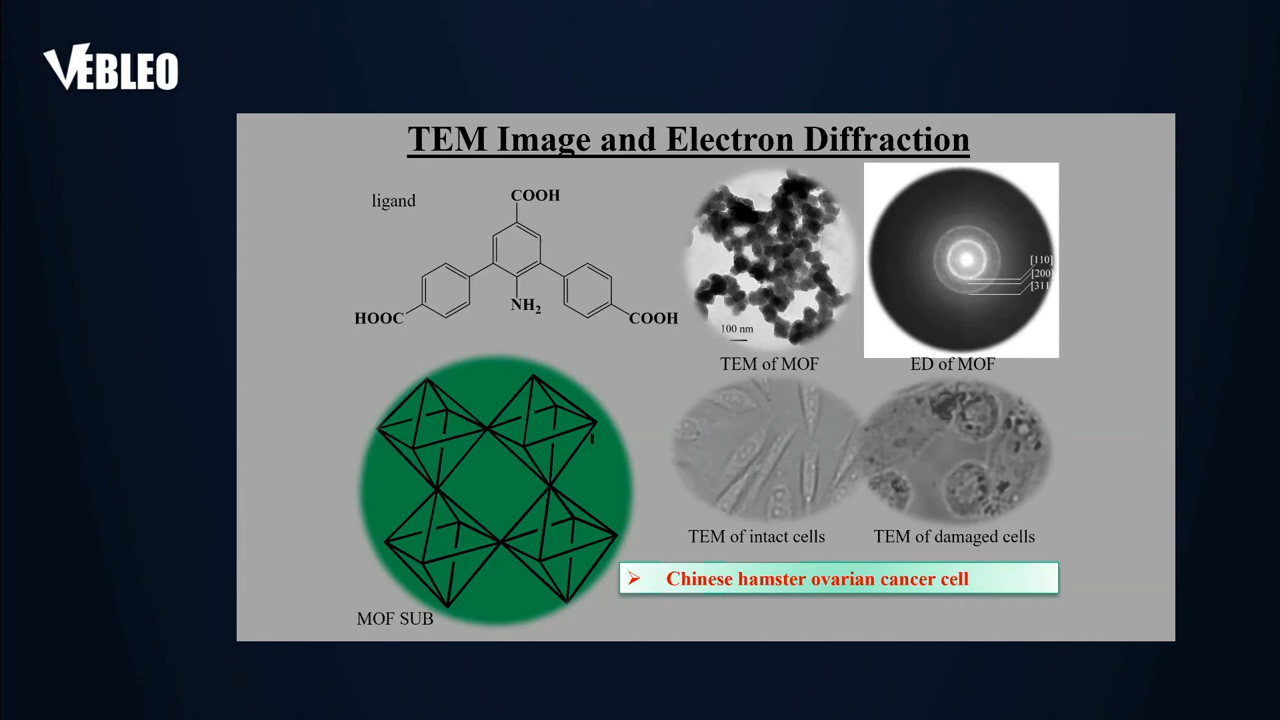 VEBLEO
TEM Image and Electron Diffraction
ligand
COOH
HOOC
NH2
COOH
100 nm
[110]
[200]
[311
TEM of MOF
ED of MOF
TEM of intact cells
TEM of damaged cells
➢ Chinese hamster ovarian cancer cell
MOF SUB